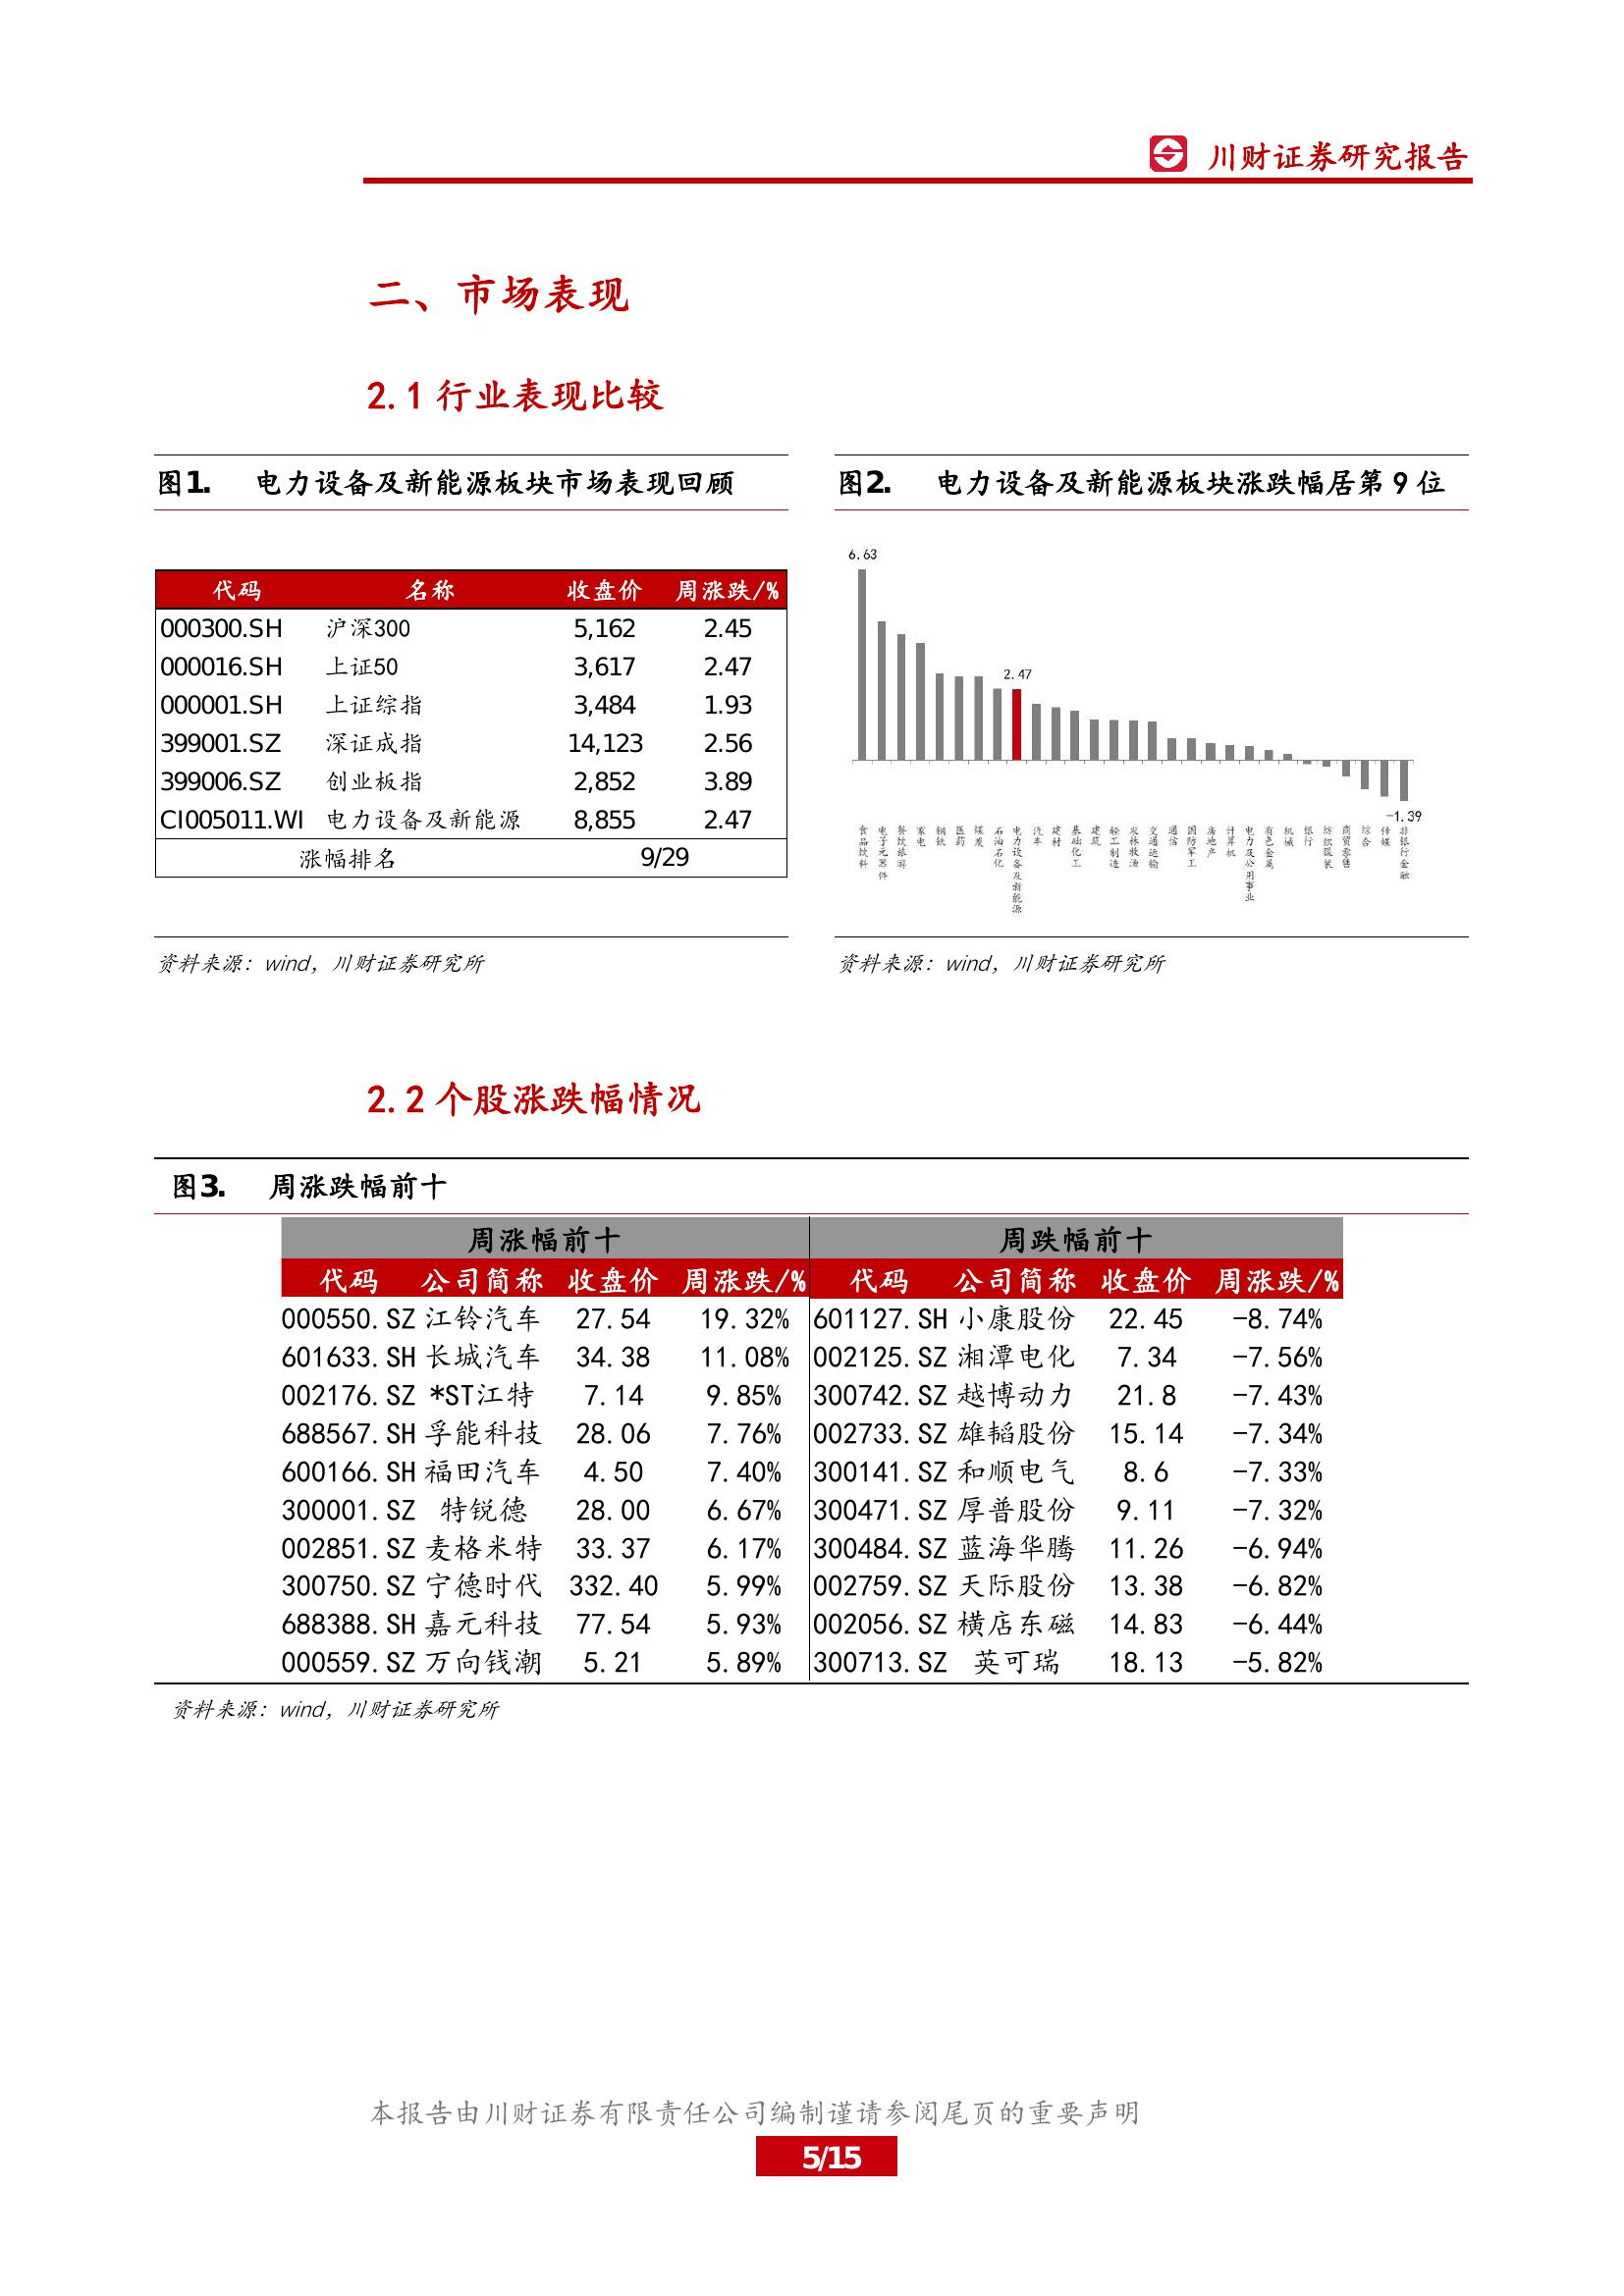 川财证券研究报告
二、市场表现
2.1 行业表现比较
图1. 电力设备及新能源板块市场表现回顾
代码 名称 收盘价 周涨跌/%
000300.SH 沪深300 5,162 2.45
000016.SH 上证50 3,617 2.47
000001.SH 上证综指 3,484 1.93
399001.SZ 深证成指 14,123 2.56
399006.SZ 创业板指 2,852 3.89
CI005011.WI 电力设备及新能源 8,855 2.47
涨幅排名 9/29
资料来源：wind，川财证券研究所
图2. 电力设备及新能源板块涨跌幅居第 9 位
6.63
2.47
-1.39
食品饮料
电子元器件
餐饮旅游
家电
钢铁
医药
煤炭
石油石化
电力设备及新能源
汽车
建材
基础化工
建筑
轻工制造
农林牧渔
交通运输
通信
国防军工
房地产
计算机
电力及公用事业
有色金属
机械
银行
纺织服装
商贸零售
综合
传媒
非银行金融
资料来源：wind，川财证券研究所
2.2 个股涨跌幅情况
图3. 周涨跌幅前十
周涨幅前十 周跌幅前十
代码 公司简称 收盘价 周涨跌/% 代码 公司简称 收盘价 周涨跌/%
000550.SZ 江铃汽车 27.54 19.32% 601127.SH 小康股份 22.45 -8.74%
601633.SH 长城汽车 34.38 11.08% 002125.SZ 湘潭电化 7.34 -7.56%
002176.SZ *ST江特 7.14 9.85% 300742.SZ 越博动力 21.8 -7.43%
688567.SH 孚能科技 28.06 7.76% 002733.SZ 雄韬股份 15.14 -7.34%
600166.SH 福田汽车 4.50 7.40% 300141.SZ 和顺电气 8.6 -7.33%
300001.SZ 特锐德 28.00 6.67% 300471.SZ 厚普股份 9.11 -7.32%
002851.SZ 麦格米特 33.37 6.17% 300484.SZ 蓝海华腾 11.26 -6.94%
300750.SZ 宁德时代 332.40 5.99% 002759.SZ 天际股份 13.38 -6.82%
688388.SH 嘉元科技 77.54 5.93% 002056.SZ 横店东磁 14.83 -6.44%
000559.SZ 万向钱潮 5.21 5.89% 300713.SZ 英可瑞 18.13 -5.82%
资料来源：wind，川财证券研究所
本报告由川财证券有限责任公司编制谨请参阅尾页的重要声明
5/15